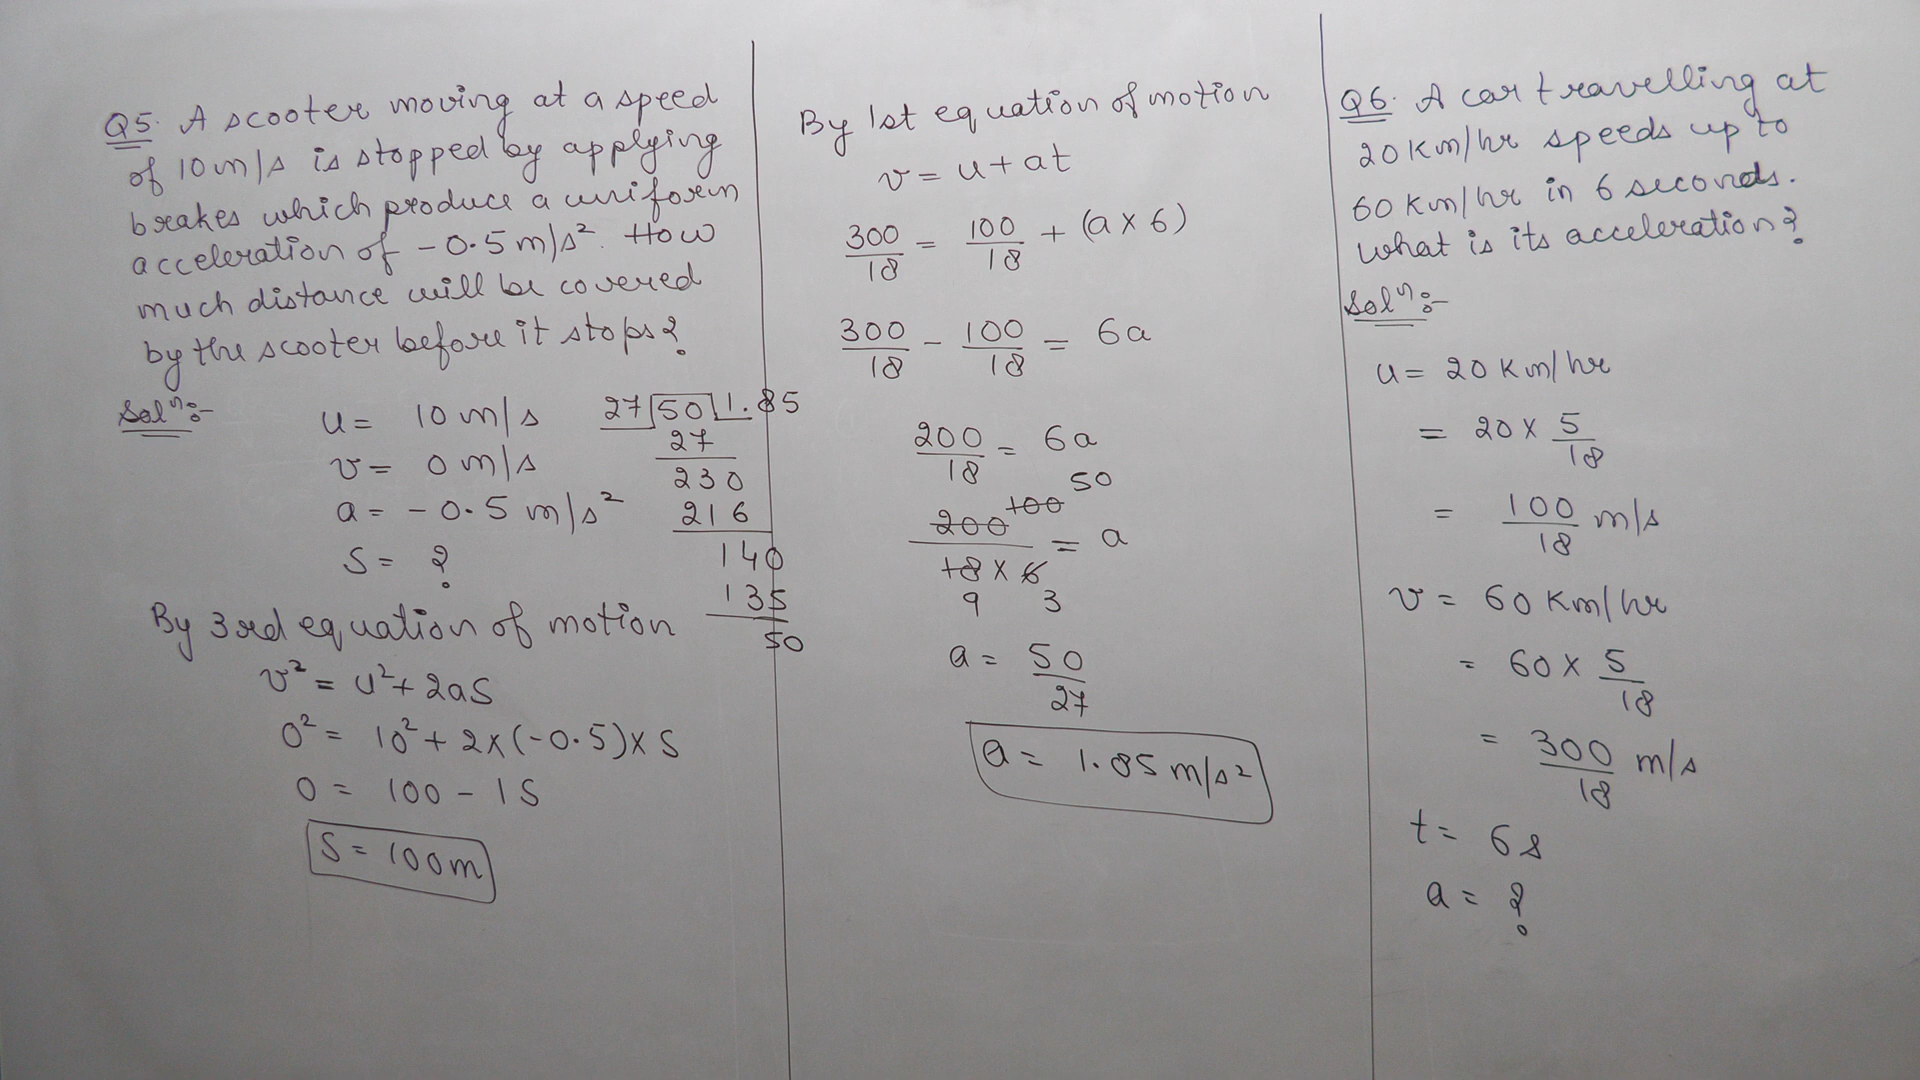 Q5. A scooter moving at a speed
of 10 m/s is stopped by applying
brakes which produce a uniform
acceleration of -0.5 m/s². How
much distance will be covered
by the scooter before it stops?
Solⁿ:-
u = 10 m/s
v = 0 m/s
a = -0.5 m/s²
S = ?
27 50 1.85
27
230
216
140
135
50
By 3rd equation of motion
v² = u² + 2aS
0² = 10² + 2×(-0.5)× S
0 = 100 - 1S
S = 100m
By 1st equation of motion
v = u + at
300/18 = 100/18 + (a × 6)
300/18 - 100/18 = 6a
200/18 = 6a
50
100
200/18 × 6 = a
9 3
a = 50/27
a = 1.85 m/s²
Q6. A car travelling at
20 Km/hr speeds up to
60 Km/hr in 6 seconds.
what is its acceleration?
Solⁿ:-
u = 20 Km/hr
= 20 × 5/18
= 100/18 m/s
v = 60 Km/hr
= 60 × 5/18
= 300/18 m/s
t = 6s
a = ?